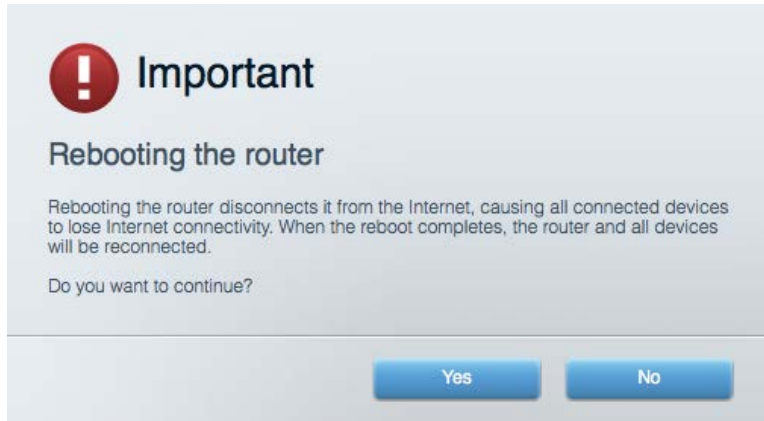 Important
Rebooting the router
Rebooting the router disconnects it from the Internet, causing all connected devices
to lose Internet connectivity. When the reboot completes, the router and all devices
will be reconnected.
Do you want to continue?
Yes No